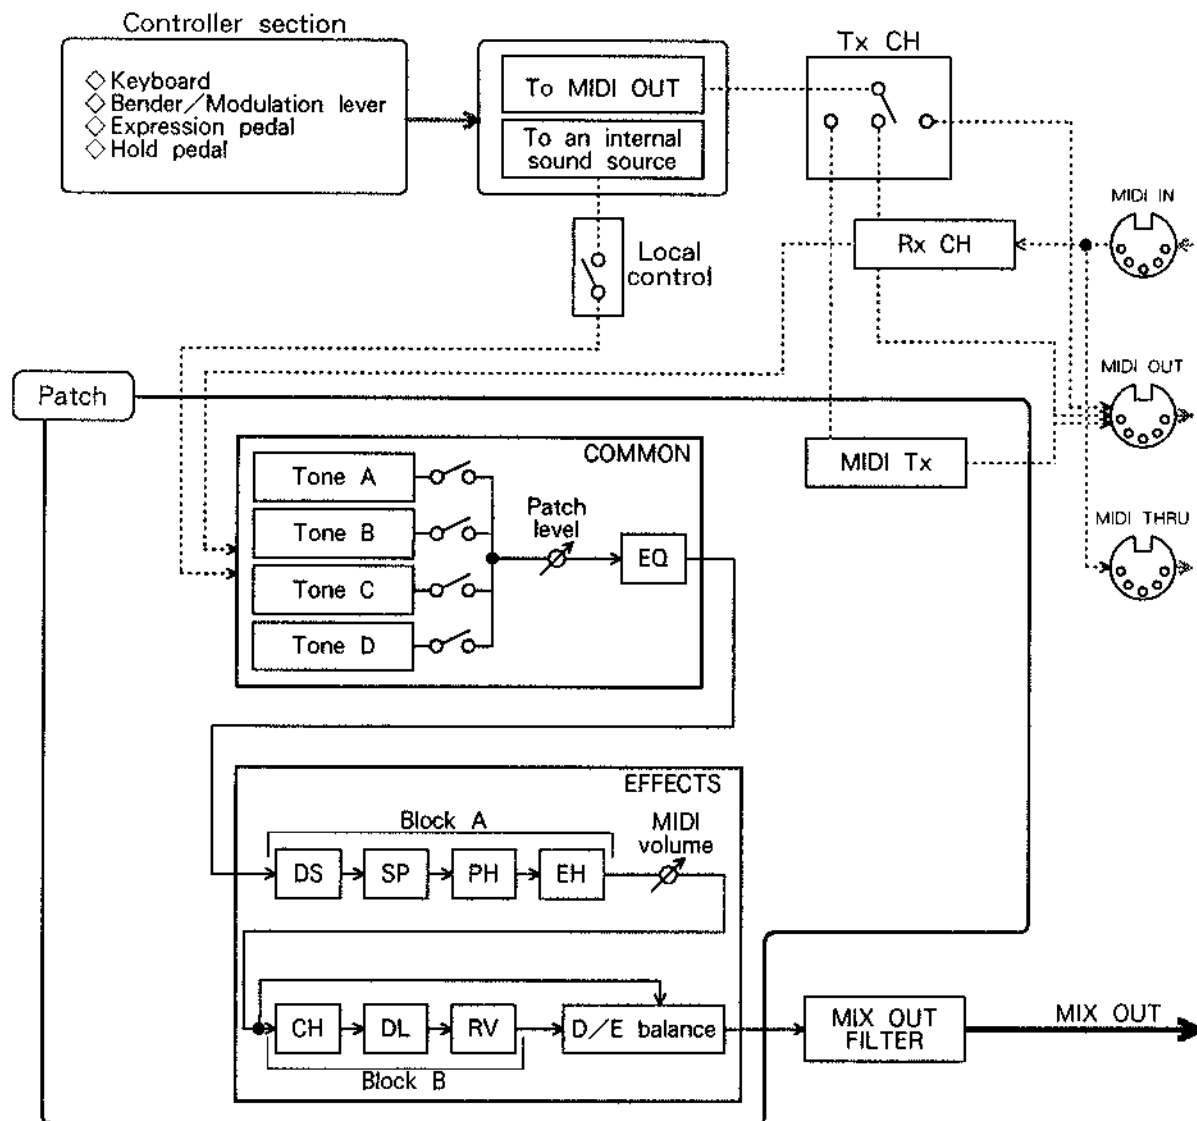 Controller section
◇ Keyboard
◇ Bender/Modulation lever
◇ Expression pedal
◇ Hold pedal
To MIDI OUT
To an internal
sound source
Tx CH
MIDI IN
Rx CH
Local
control
MIDI OUT
Patch
COMMON
MIDI Tx
Tone A
Tone B
Tone C
Tone D
Patch
level
EQ
MIDI THRU
EFFECTS
Block A
MIDI
volume
DS
SP
PH
EH
CH
DL
RV
D/E balance
Block B
MIX OUT
FILTER
MIX OUT